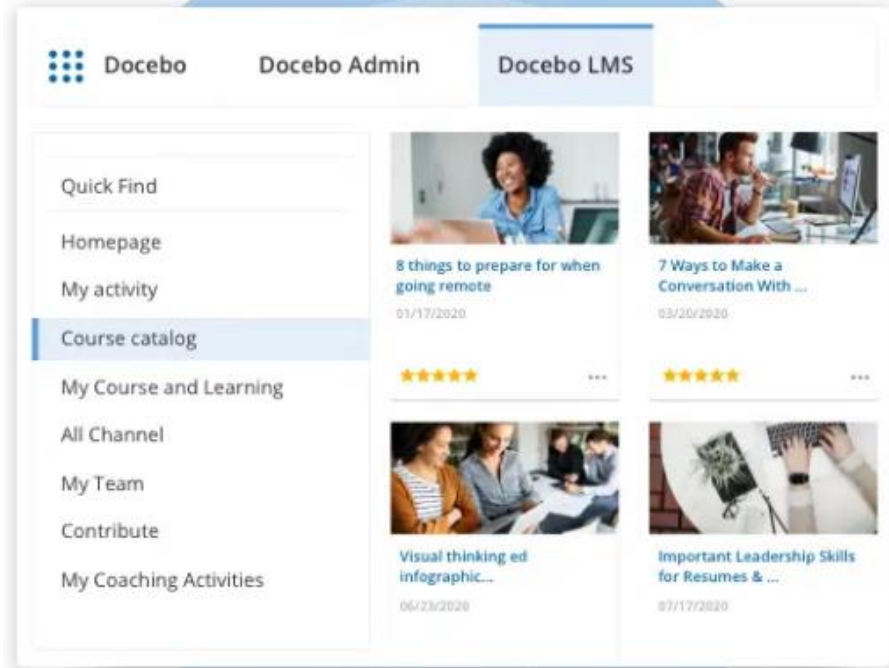 Docebo
Docebo Admin
Docebo LMS
Quick Find
Homepage
My activity
Course catalog
My Course and Learning
All Channel
My Team
Contribute
My Coaching Activities
8 things to prepare for when
going remote
01/17/2020
7 Ways to Make a
Conversation With ...
03/20/2020
...
...
Visual thinking ed
infographic...
06/23/2020
Important Leadership Skills
for Resumes & ...
07/17/2020